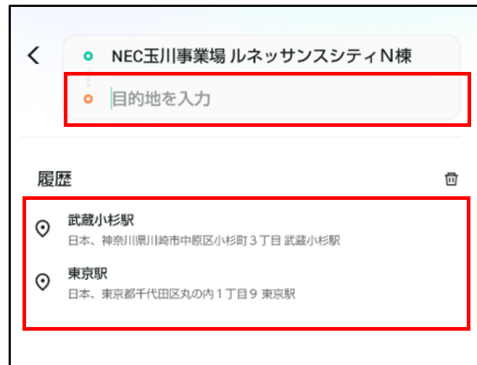 NEC玉川事業場 ルネッサンスシティN棟
目的地を入力
履歴
武蔵小杉駅
日本、神奈川県川崎市中原区小杉町3丁目 武蔵小杉駅
東京駅
日本、東京都千代田区丸の内1丁目9 東京駅